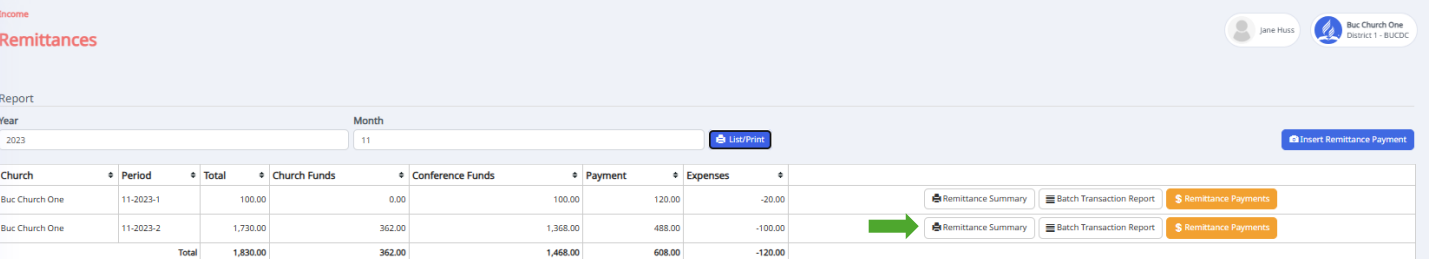 Income
Remittances
Jane Huss
Buc Church One
District 1 - BUCDC
Report
Year
Month
2023
11
List/Print
Insert Remittance Payment
Church Period Total Church Funds Conference Funds Payment Expenses
Buc Church One 11-2023-1 100.00 0.00 100.00 120.00 -20.00 Remittance Summary Batch Transaction Report $ Remittance Payments
Buc Church One 11-2023-2 1,730.00 362.00 1,368.00 488.00 -100.00 Remittance Summary Batch Transaction Report $ Remittance Payments
Total 1,830.00 362.00 1,468.00 608.00 -120.00